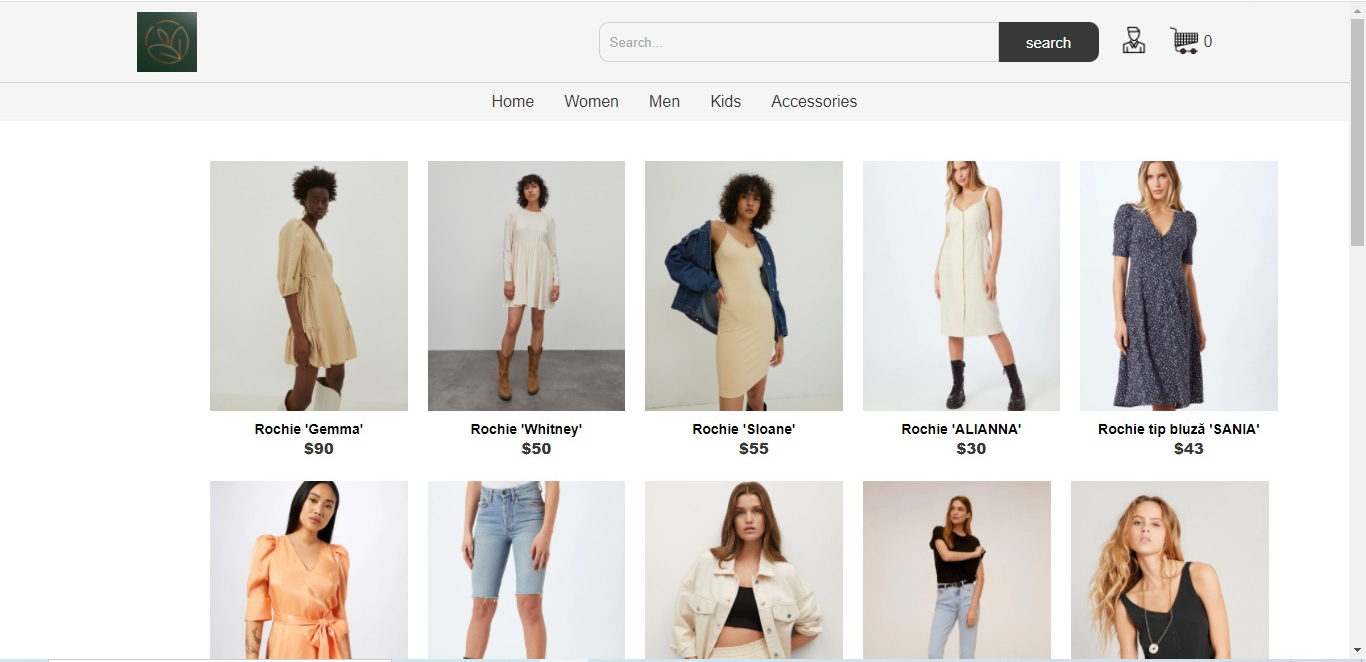 Search...
search
0
Home Women Men Kids Accessories
Rochie 'Gemma' Rochie 'Whitney' Rochie 'Sloane' Rochie 'ALIANNA' Rochie tip bluză 'SANIA'
$90 $50 $55 $30 $43